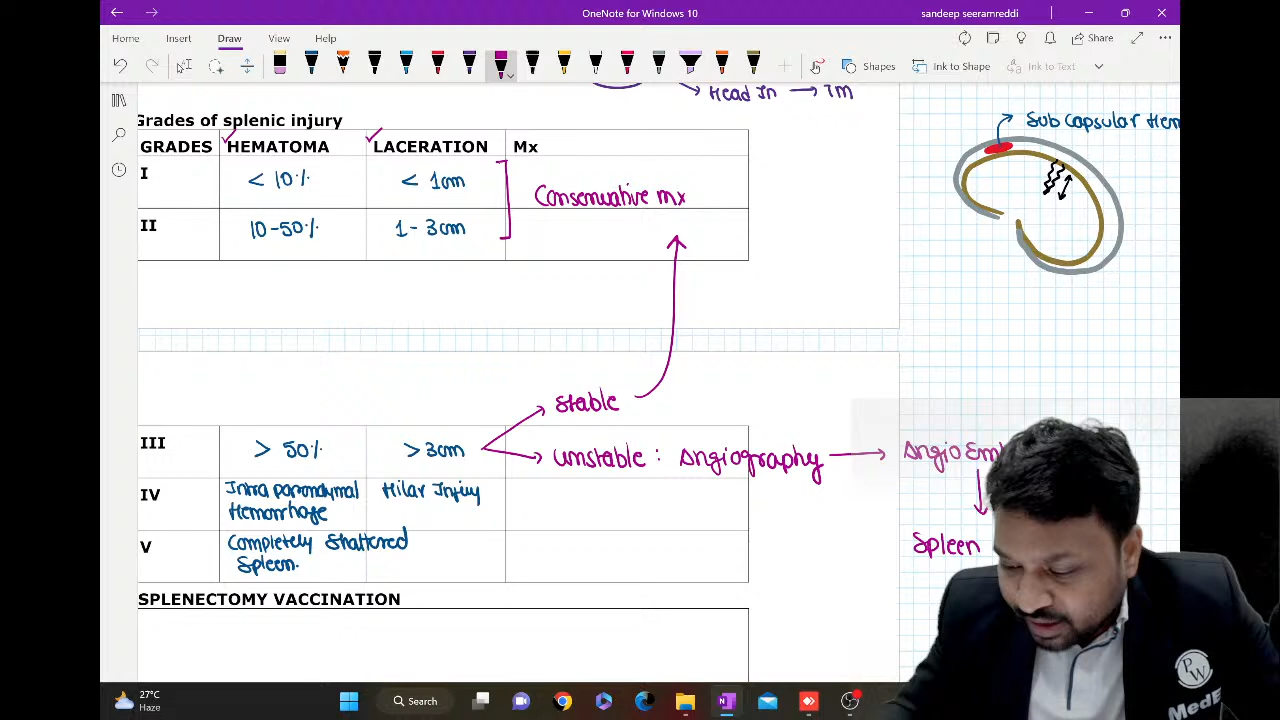 OneNote for Windows 10
sandeep seeramreddi
Home
Insert
Draw
View
Help
Share
Shapes
Ink to Shape
Ink to Text
Head In → Im
Grades of splenic injury
GRADES HEMATOMA LACERATION Mx
I < 10% < 1cm
II 10-50% 1-3cm
Conservative mx
Sub capsular Hem
Stable
III > 50% > 3cm
Unstable : Angiography → Angio Emb
IV Intra parenchymal Hemorrhage Hilar Injury
Spleen
V Completely Shattered
Spleen.
SPLENECTOMY VACCINATION
PW
MedE
27°C
Haze
Search